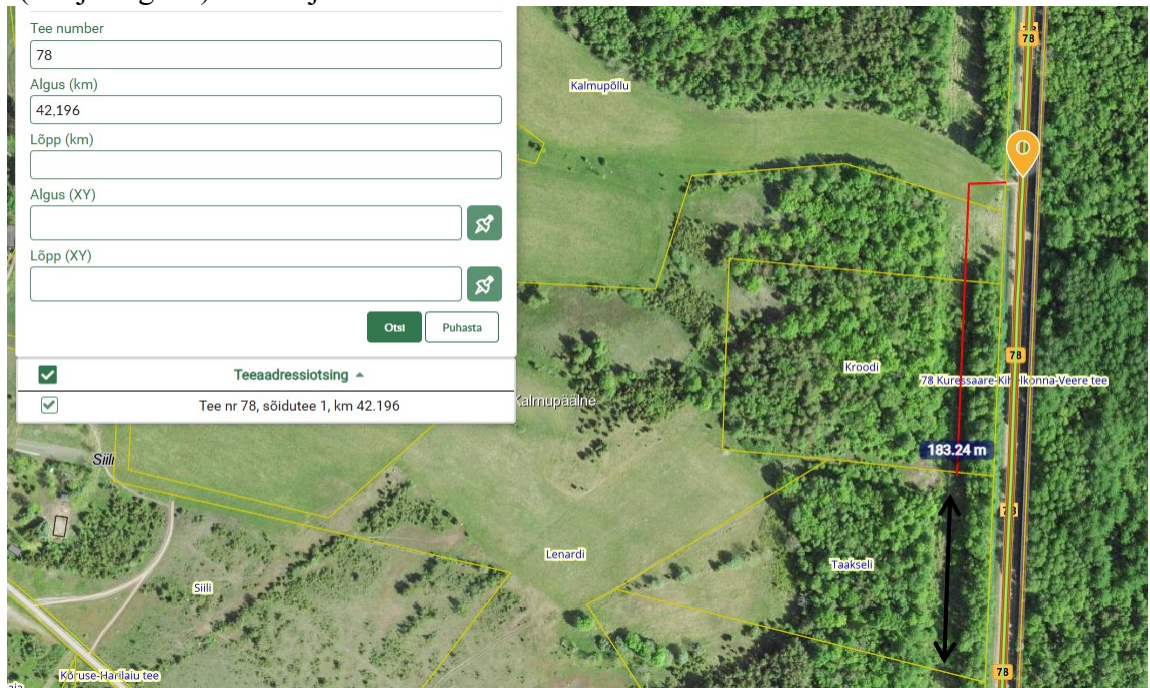 Tee number
78
Algus (km)
42,196
Lõpp (km)
Algus (XY)
Lõpp (XY)
Otsi
Puhasta
Teeaadressiotsing
Tee nr 78, sõidutee 1, km 42.196
78
Kalmupõllu
Kroodi
78
78 Kuressaare-Kihelkonna-Veere tee
Kalmupäälne
183.24 m
Siili
78
Lenardi
Taakseli
Siili
78
Kõruse-Harilaiu tee